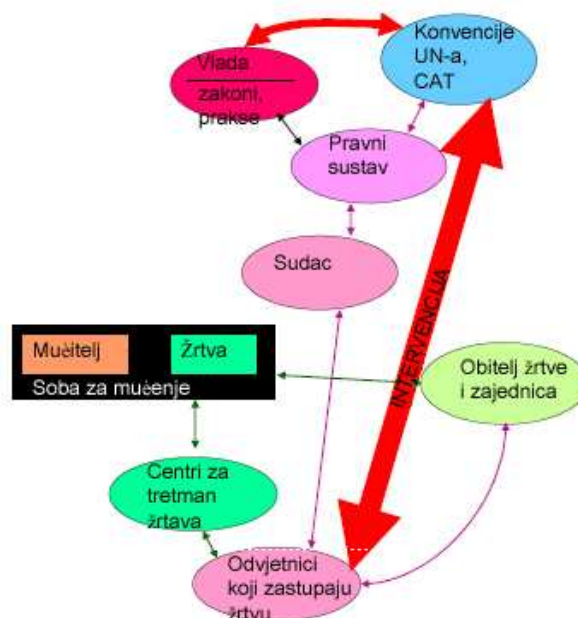 Konvencije
UN-a,
CAT
Vlada
zakoni,
prakse
Pravni
sustav
Sudac
INTERVENCIJA
Mučitelj
Žrtva
Soba za mučenje
Obitelj žrtve
i zajednica
Centri za
tretman
žrtava
Odvjetnici
koji zastupaju
žrtvu